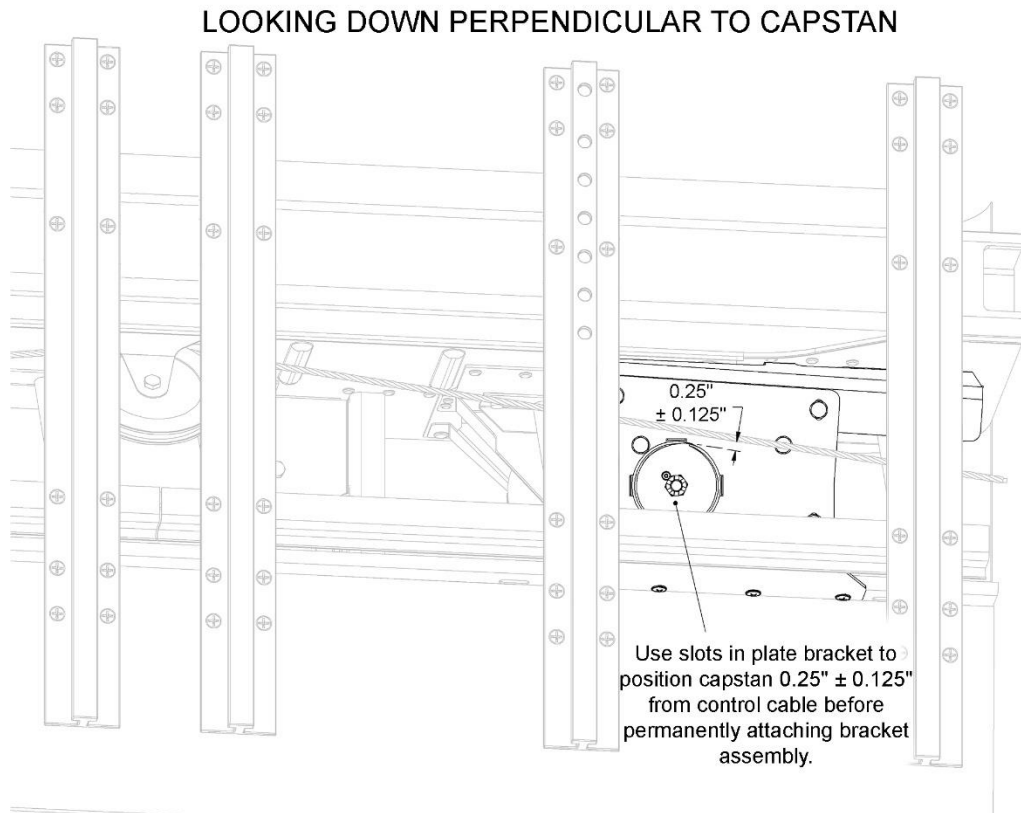 LOOKING DOWN PERPENDICULAR TO CAPSTAN
0.25"
± 0.125"
Use slots in plate bracket to
position capstan 0.25" ± 0.125"
from control cable before
permanently attaching bracket
assembly.